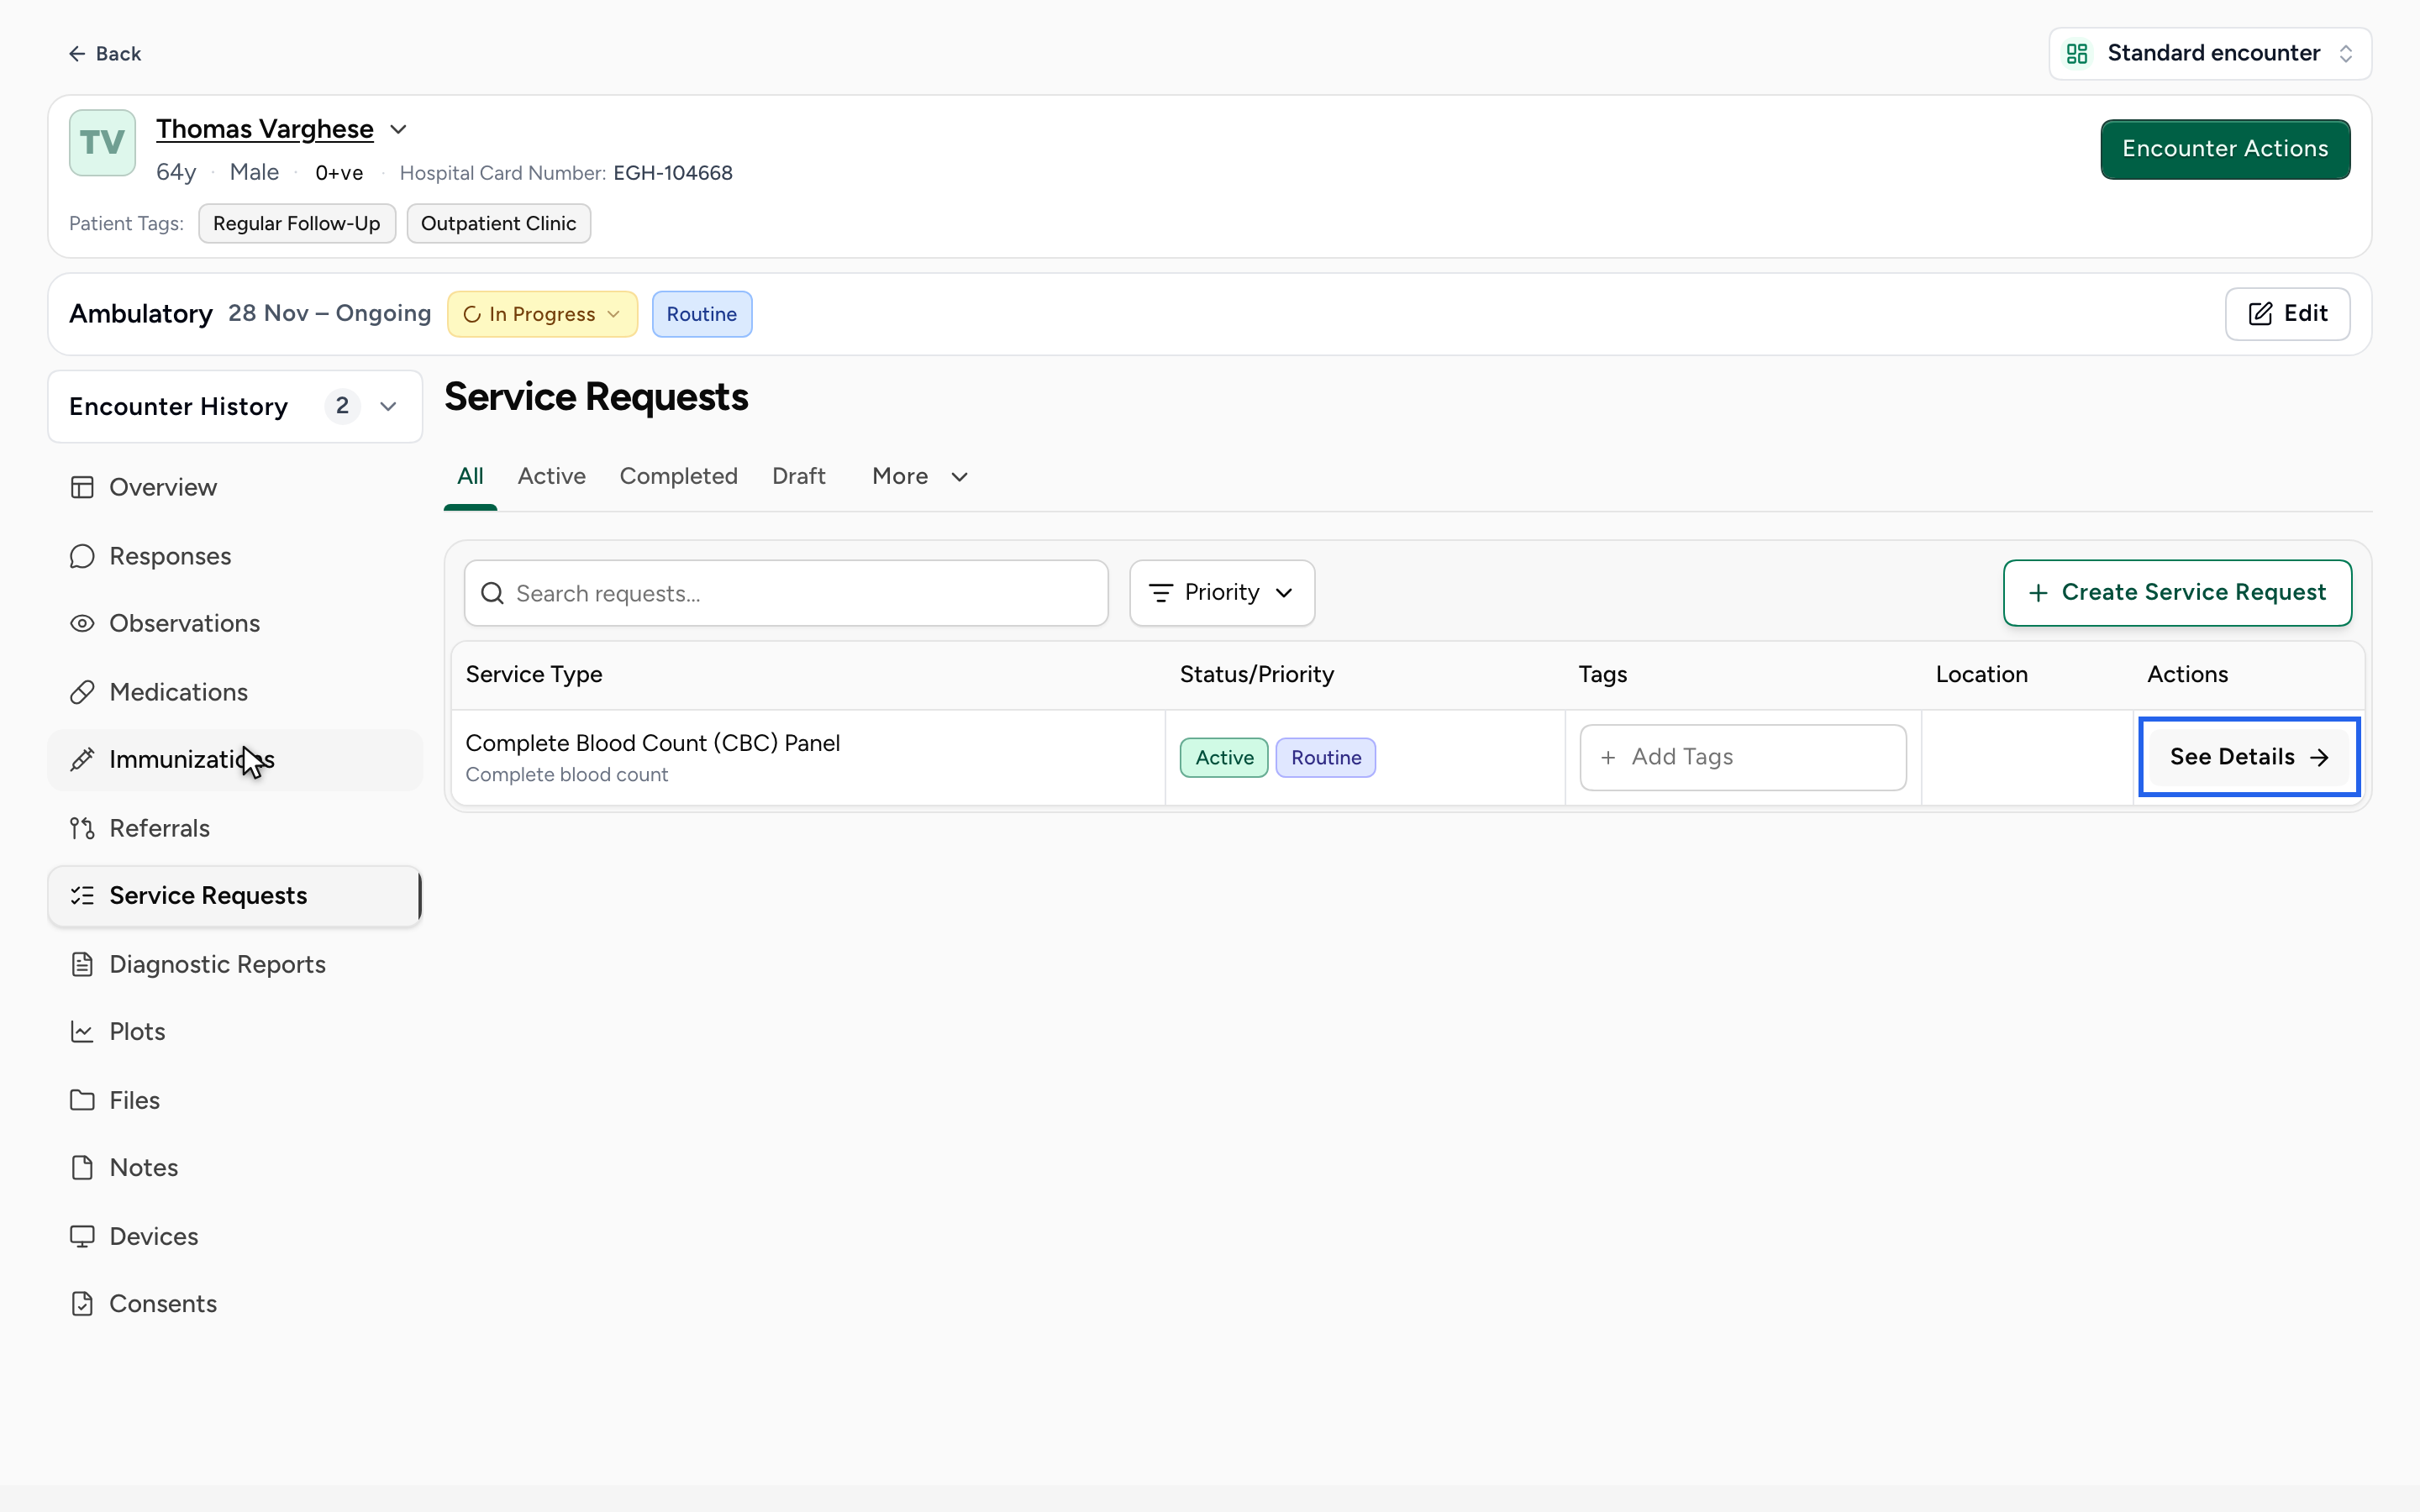 Back
Standard encounter
TV
Thomas Varghese
64y · Male · 0+ve · Hospital Card Number: EGH-104668
Encounter Actions
Patient Tags: Regular Follow-Up Outpatient Clinic
Ambulatory 28 Nov – Ongoing In Progress Routine
Edit
Encounter History 2
Overview
Responses
Observations
Medications
Immunizations
Referrals
Service Requests
Diagnostic Reports
Plots
Files
Notes
Devices
Consents
Service Requests
All Active Completed Draft More
Search requests...
Priority
+ Create Service Request
Service Type Status/Priority Tags Location Actions
Complete Blood Count (CBC) Panel
Complete blood count
Active Routine
+ Add Tags
See Details →